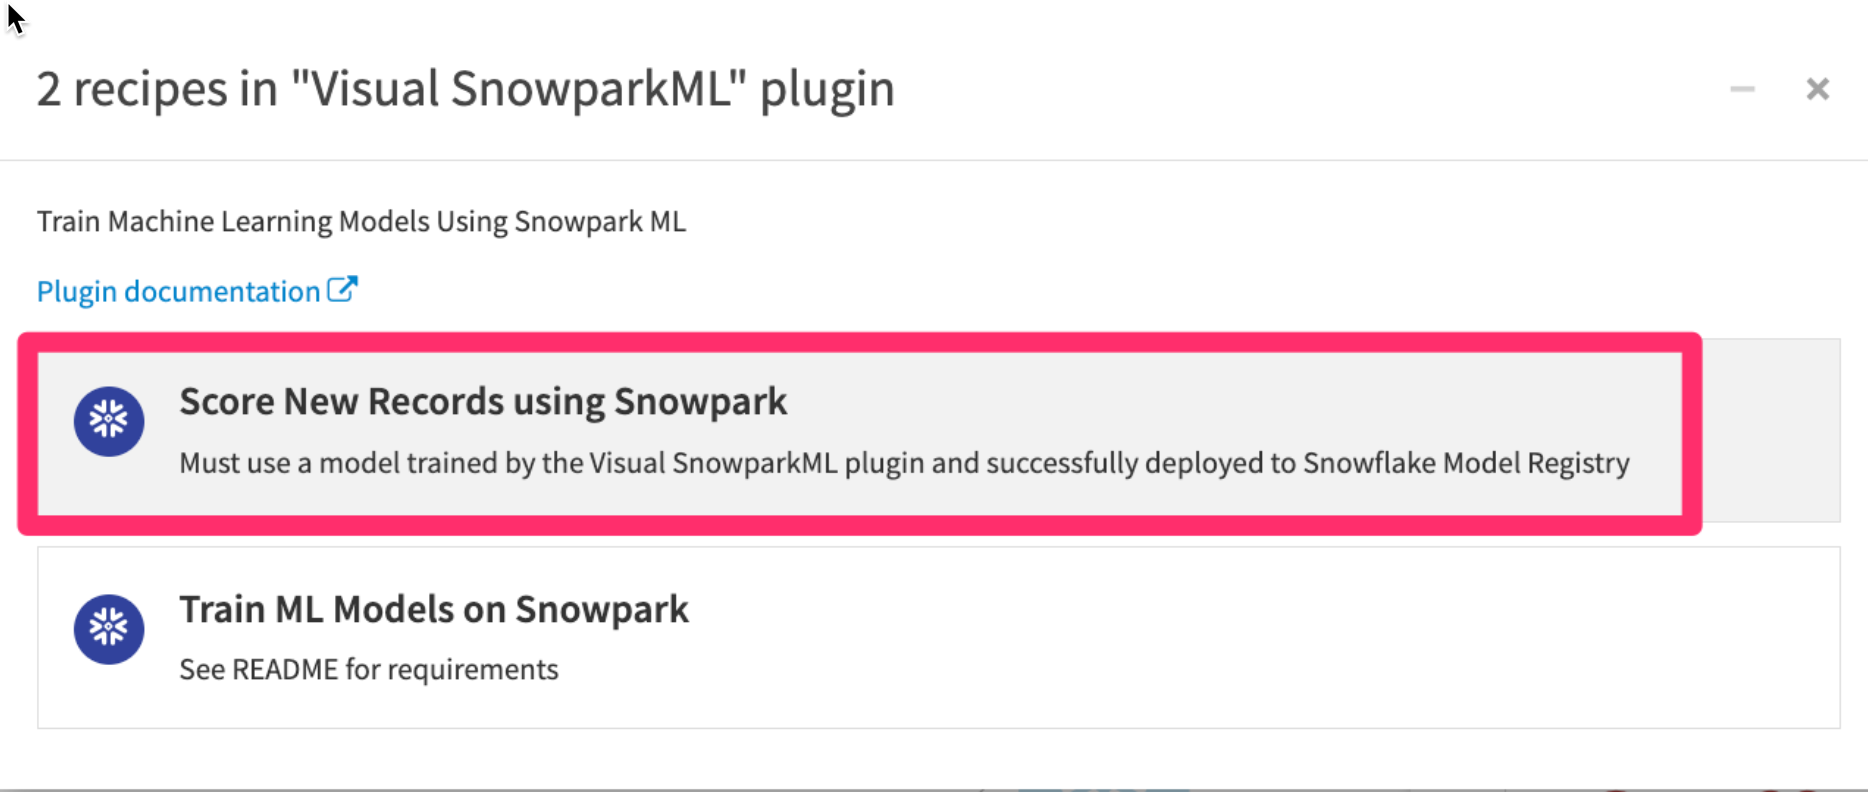 2 recipes in "Visual SnowparkML" plugin
Train Machine Learning Models Using Snowpark ML
Plugin documentation
Score New Records using Snowpark
Must use a model trained by the Visual SnowparkML plugin and successfully deployed to Snowflake Model Registry
Train ML Models on Snowpark
See README for requirements